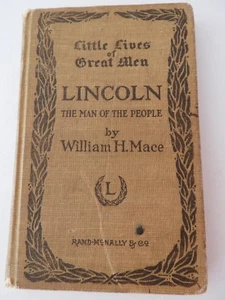 Little Lives
of
Great Men
LINCOLN
THE MAN OF THE PEOPLE
by
William H. Mace
L
RAND-McNALLY & CO.